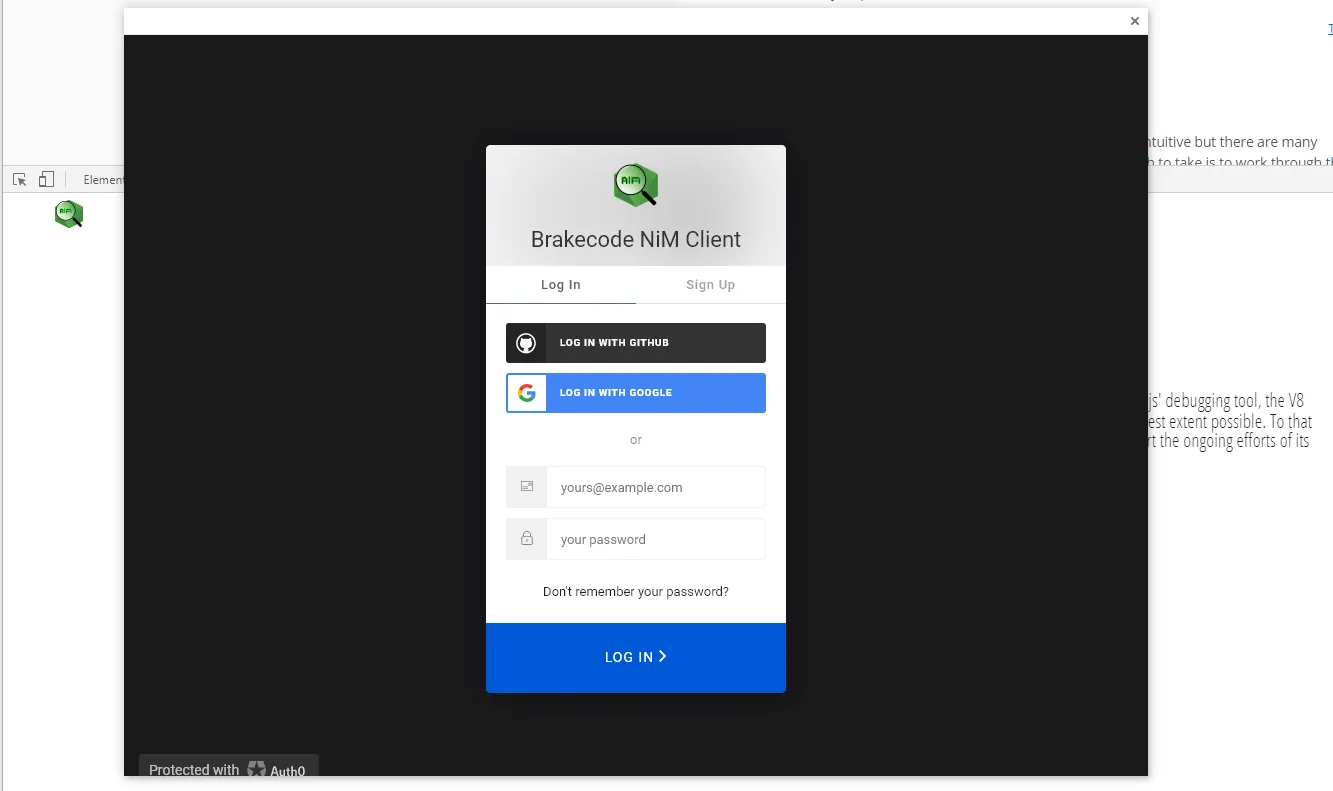 T
ntuitive but there are many
h to take is to work through th
Element
NiM
NiM
Brakecode NiM Client
Log In
Sign Up
LOG IN WITH GITHUB
LOG IN WITH GOOGLE
js' debugging tool, the V8
est extent possible. To that
rt the ongoing efforts of its
or
yours@example.com
your password
Don't remember your password?
LOG IN
Protected with Auth0